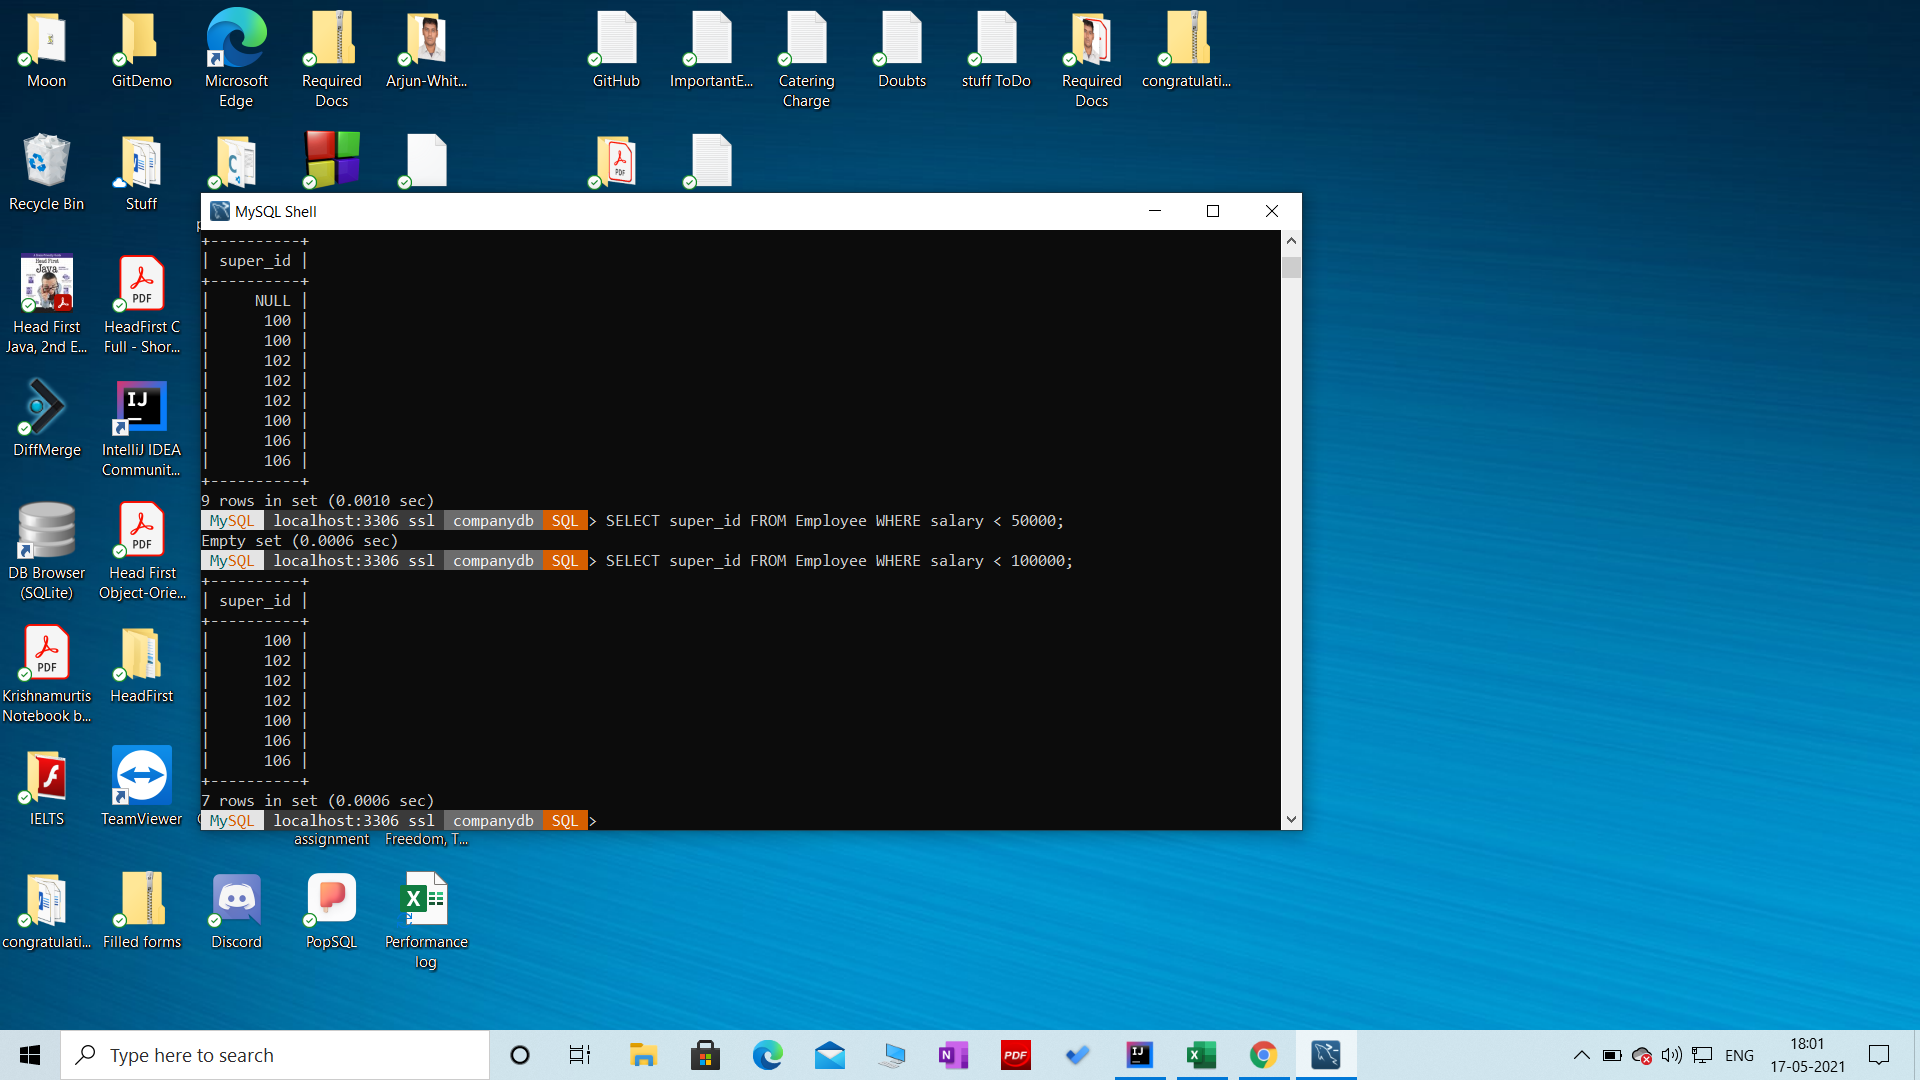 Moon
GitDemo
Microsoft
Edge
Required
Docs
Arjun-Whit...
GitHub
ImportantE...
Catering
Charge
Doubts
stuff ToDo
Required
Docs
congratulati...
Recycle Bin
Stuff
Head First
Java, 2nd E...
HeadFirst C
Full - Shor...
DiffMerge
IntelliJ IDEA
Communit...
DB Browser
(SQLite)
Head First
Object-Orie...
Krishnamurtis
Notebook b...
HeadFirst
IELTS
TeamViewer
assignment
Freedom, T...
congratulati...
Filled forms
Discord
PopSQL
Performance
log
MySQL Shell
+----------+
| super_id |
+----------+
|     NULL |
|      100 |
|      100 |
|      102 |
|      102 |
|      102 |
|      100 |
|      106 |
|      106 |
+----------+
9 rows in set (0.0010 sec)
MySQL localhost:3306 ssl companydb SQL > SELECT super_id FROM Employee WHERE salary < 50000;
Empty set (0.0006 sec)
MySQL localhost:3306 ssl companydb SQL > SELECT super_id FROM Employee WHERE salary < 100000;
+----------+
| super_id |
+----------+
|      100 |
|      102 |
|      102 |
|      102 |
|      100 |
|      106 |
|      106 |
+----------+
7 rows in set (0.0006 sec)
MySQL localhost:3306 ssl companydb SQL >
Type here to search
ENG
18:01
17-05-2021